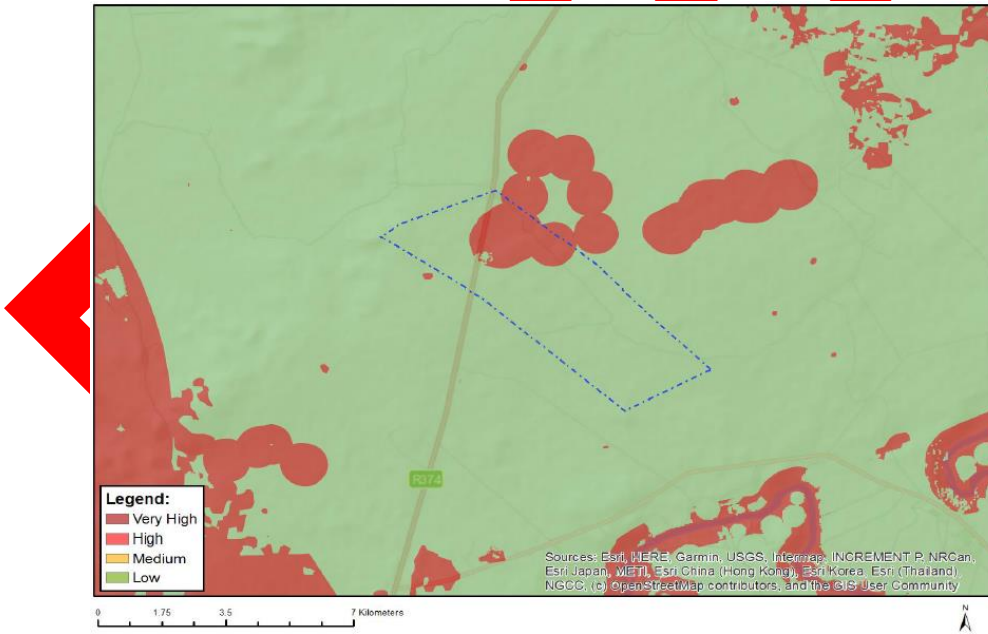 R374
Legend:
Very High
High
Medium
Low
Sources: Esri, HERE, Garmin, USGS, Intermap, INCREMENT P, NRCan,
Esri Japan, METI, Esri China (Hong Kong), Esri Korea, Esri (Thailand),
NGCC, (c) OpenStreetMap contributors, and the GIS User Community
0 1.75 3.5 7 Kilometers
N